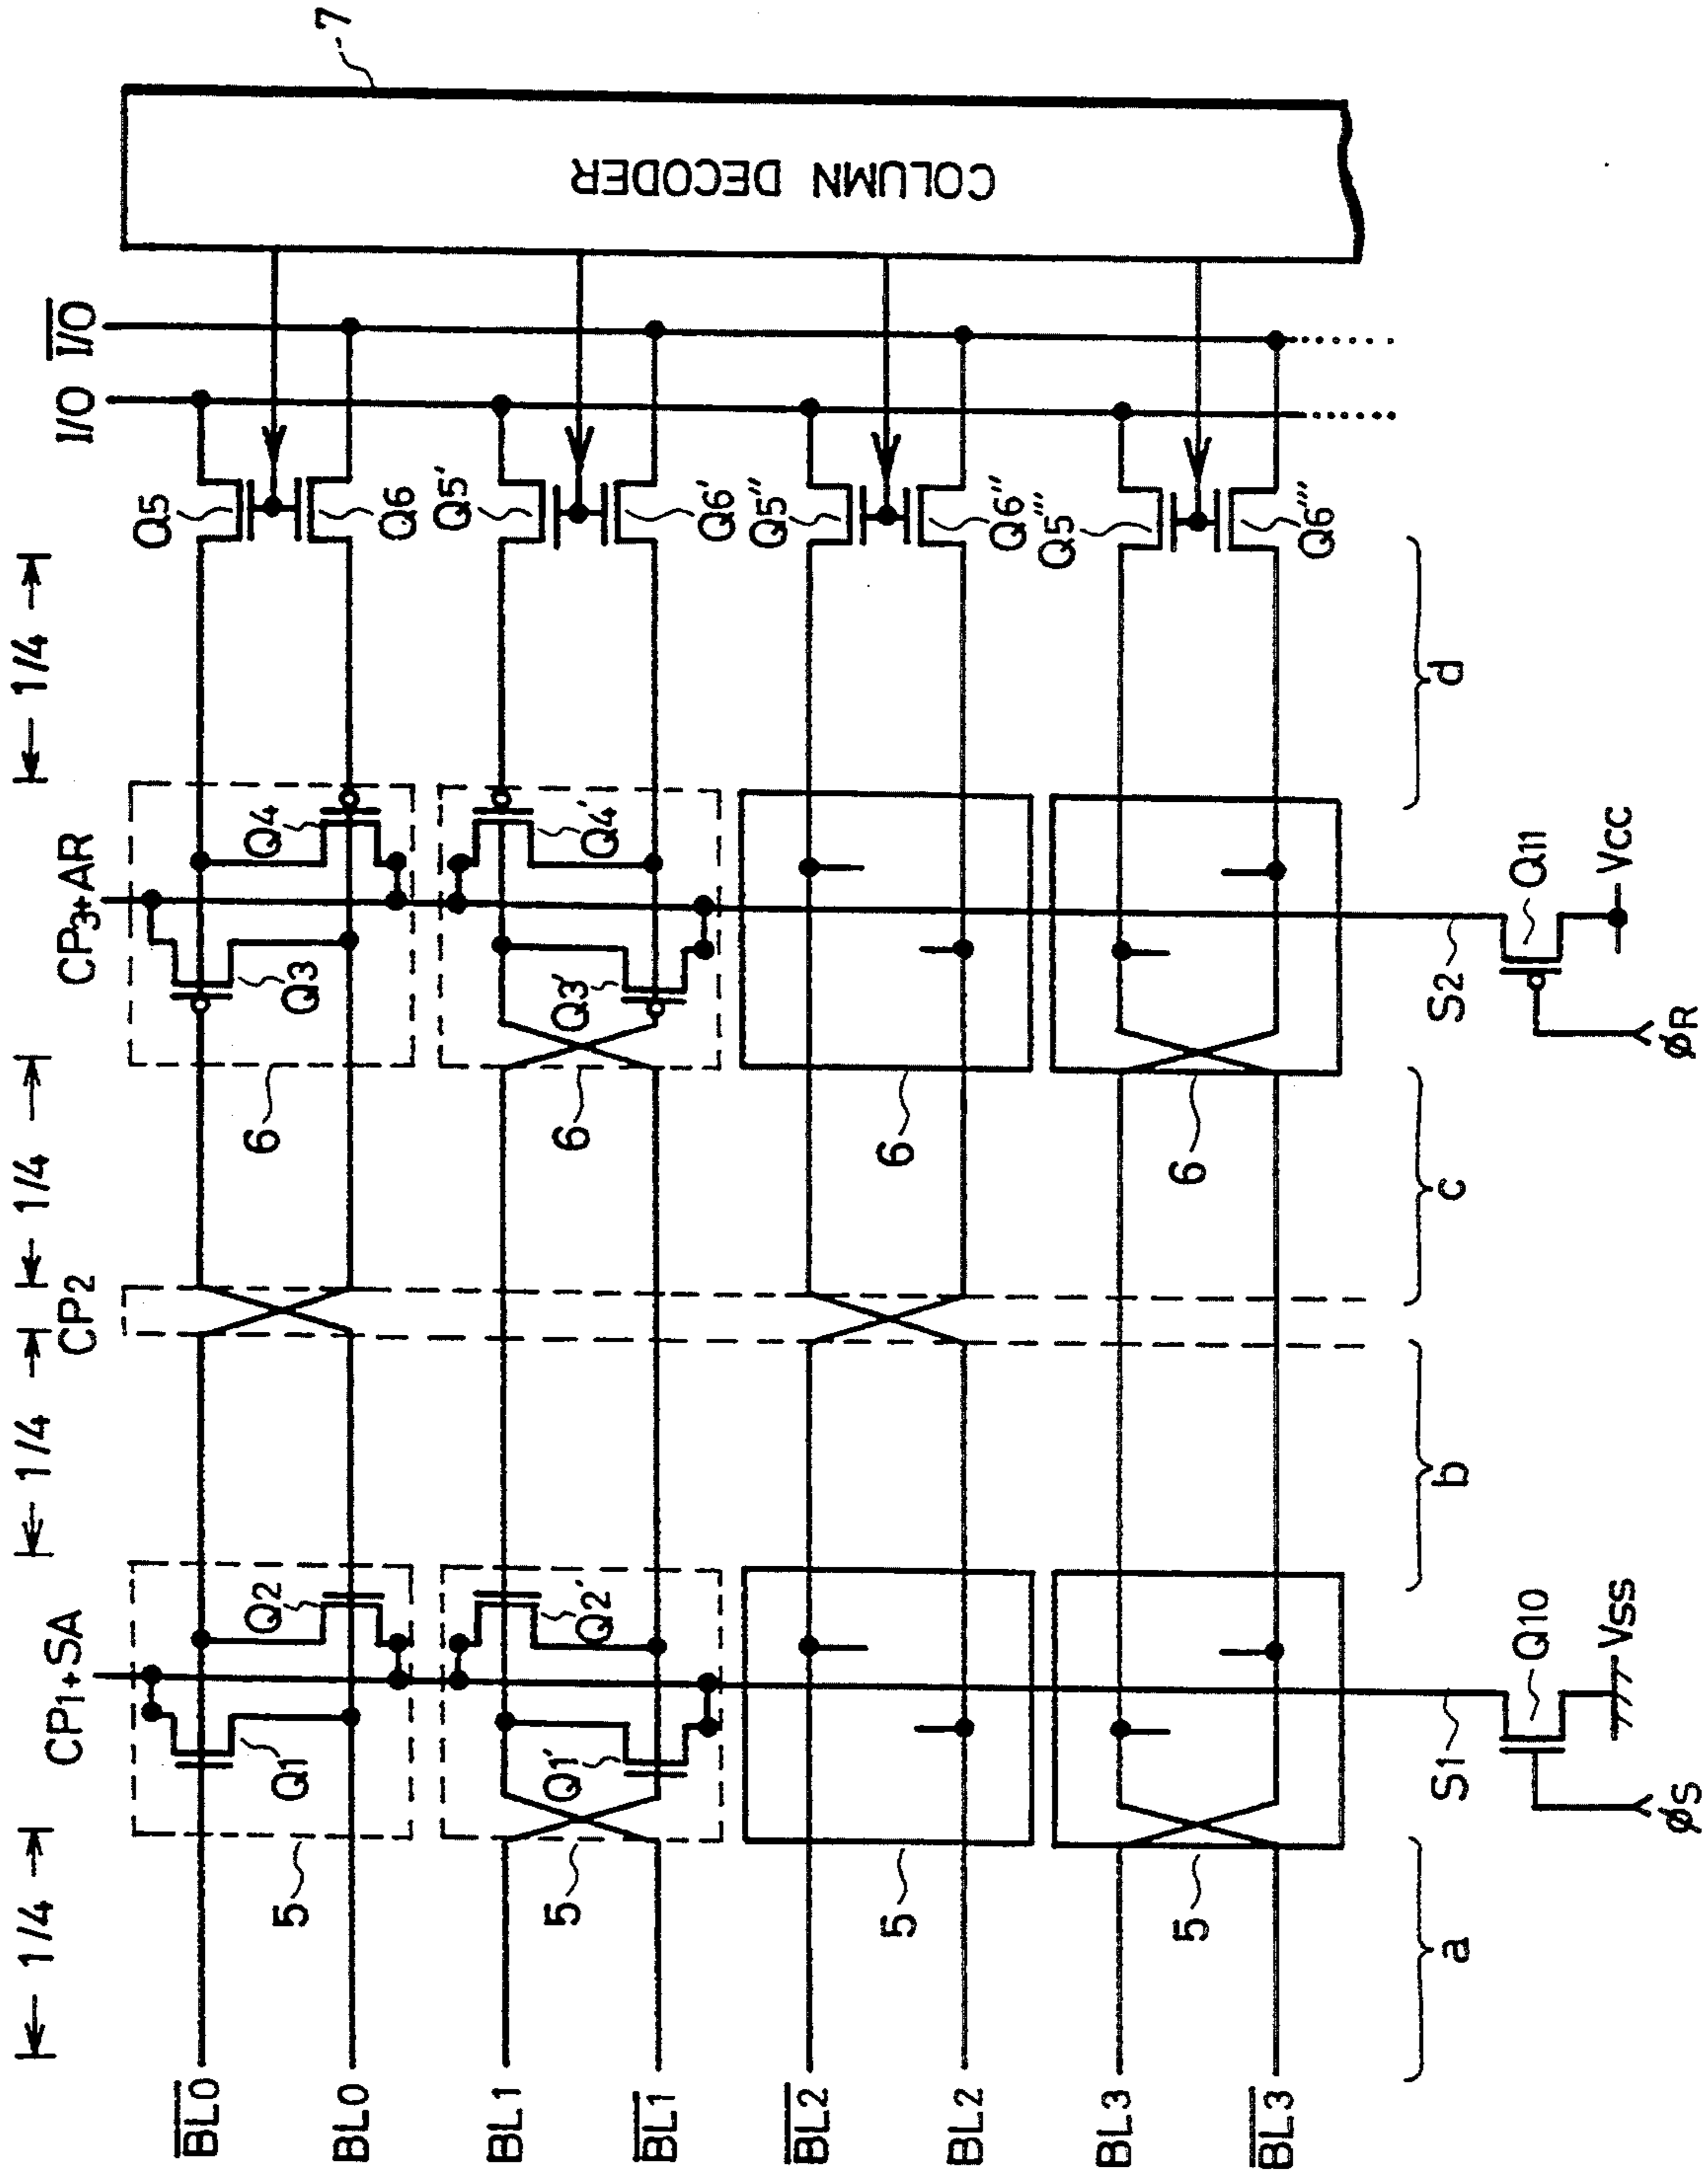 ← 1/4 →
← 1/4 →
← 1/4 →
← 1/4 →
CP1+SA
CP2
CP3+AR
I/O
I/O
7
COLUMN DECODER
BL0
BL0
BL1
BL1
BL2
BL2
BL3
BL3
Q1
Q2
Q3
Q4
Q5
Q6
Q1'
Q2'
Q3'
Q4'
Q5'
Q6'
Q5''
Q6''
Q5'''
Q6'''
5
5
5
5
6
6
6
6
a
b
c
d
S1
Q10
VSS
ØS
S2
Q11
VCC
ØR